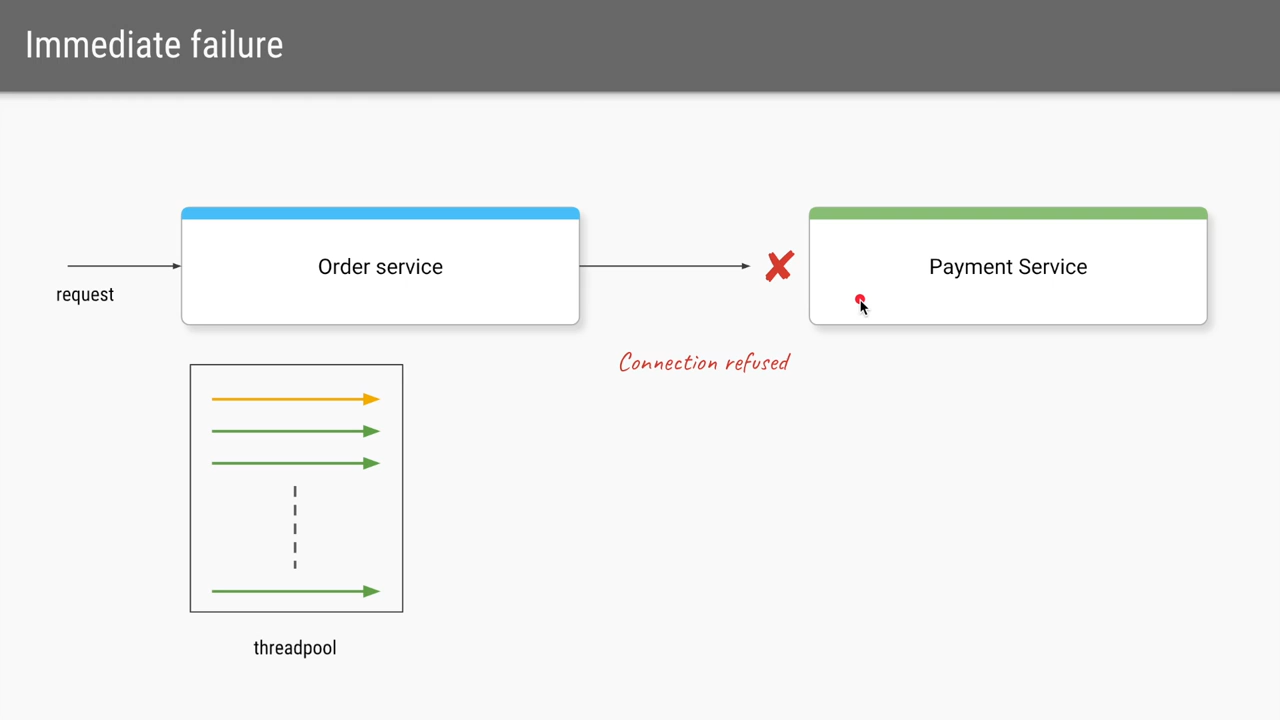 Immediate failure
Order service
Payment Service
request
Connection refused
threadpool